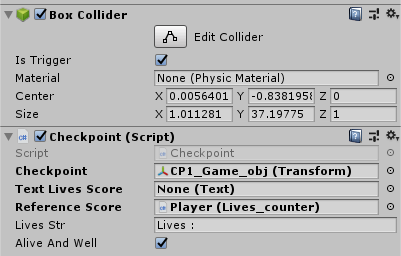 Box Collider
Edit Collider
Is Trigger
Material None (Physic Material)
Center X 0.0056401 Y -0.8381958 Z 0
Size X 1.011281 Y 37.19775 Z 1
Checkpoint (Script)
Script Checkpoint
Checkpoint CP1_Game_obj (Transform)
Text Lives Score None (Text)
Reference Score Player (Lives_counter)
Lives Str Lives :
Alive And Well